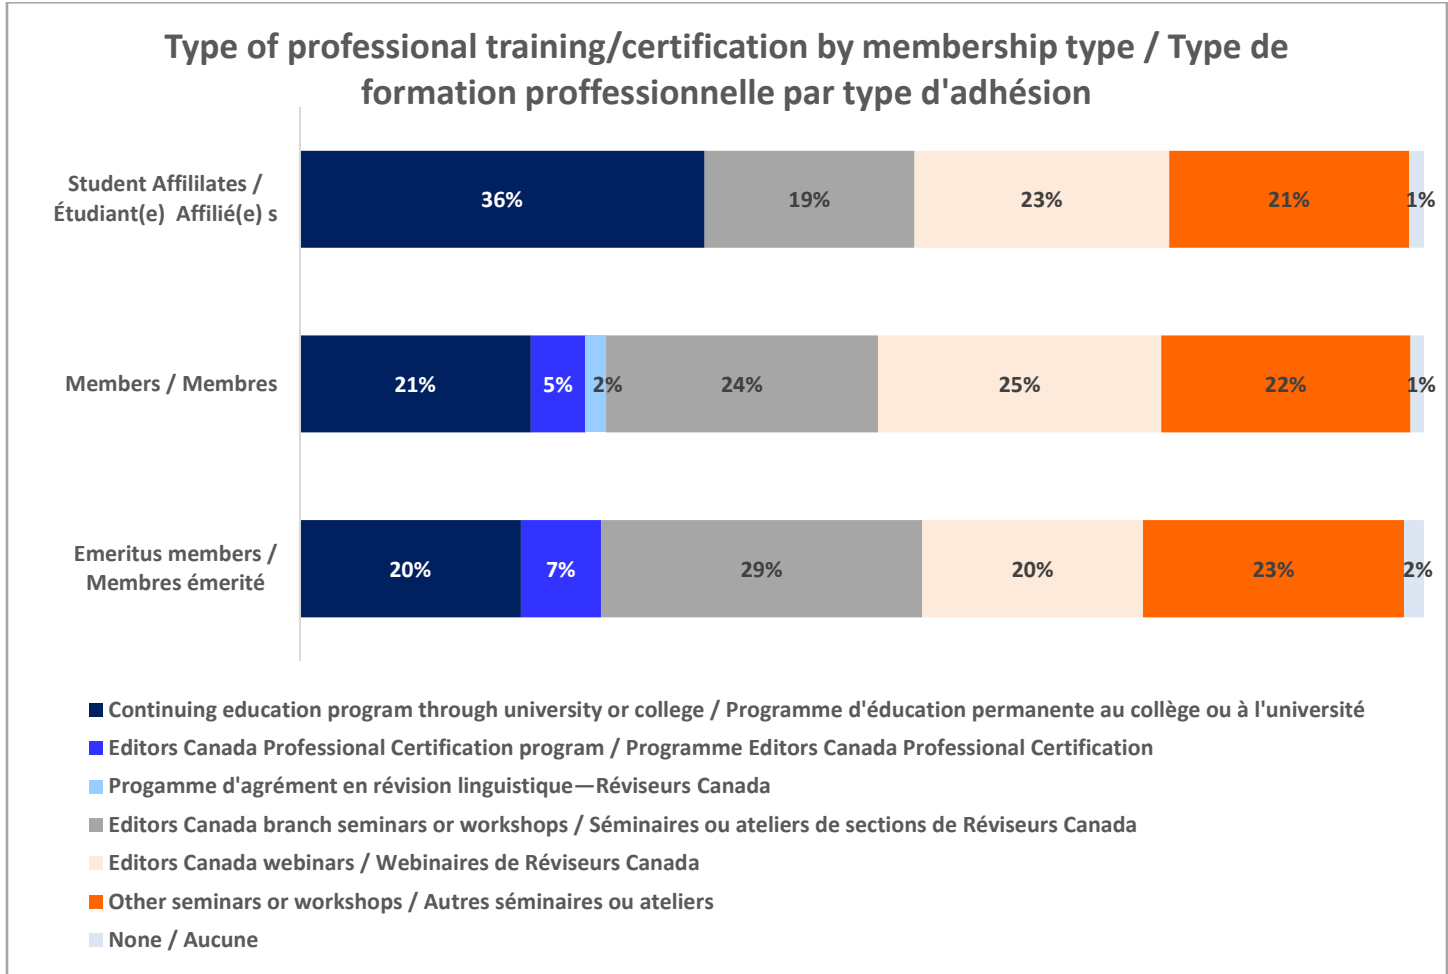 Type of professional training/certification by membership type / Type de
formation proffessionnelle par type d'adhésion
Student Affililates /
Étudiant(e) Affilié(e) s
36%
19%
23%
21%
1%
Members / Membres
21%
5%
2%
24%
25%
22%
1%
Emeritus members /
Membres émerité
20%
7%
29%
20%
23%
2%
Continuing education program through university or college / Programme d'éducation permanente au collège ou à l'université
Editors Canada Professional Certification program / Programme Editors Canada Professional Certification
Progamme d'agrément en révision linguistique—Réviseurs Canada
Editors Canada branch seminars or workshops / Séminaires ou ateliers de sections de Réviseurs Canada
Editors Canada webinars / Webinaires de Réviseurs Canada
Other seminars or workshops / Autres séminaires ou ateliers
None / Aucune